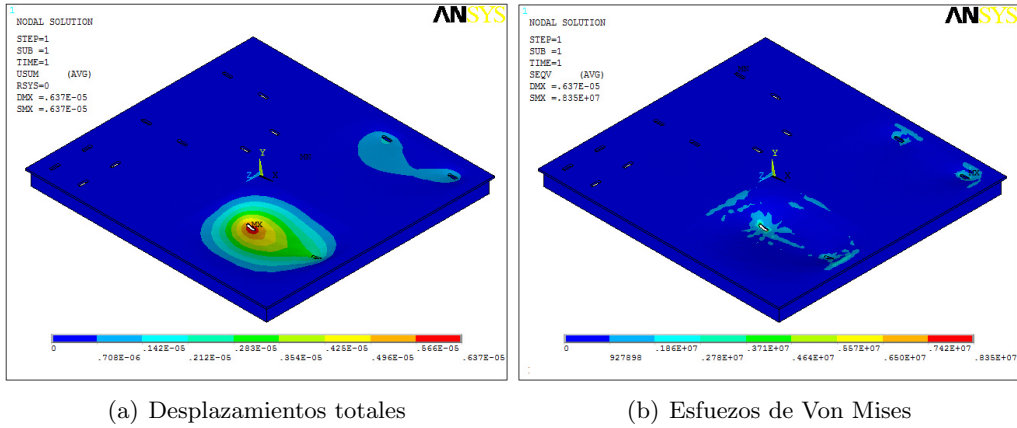 1
ANSYS
NODAL SOLUTION
STEP=1
SUB =1
TIME=1
USUM (AVG)
RSYS=0
DMX =.637E-05
SMX =.637E-05
MX
Y
Z
X
0
.708E-06
.142E-05
.212E-05
.283E-05
.354E-05
.425E-05
.496E-05
.566E-05
.637E-05
(a) Desplazamientos totales
1
ANSYS
NODAL SOLUTION
STEP=1
SUB =1
TIME=1
SEQV (AVG)
DMX =.637E-05
SMX =.835E+07
Y
Z
X
0
927898
.186E+07
.278E+07
.371E+07
.464E+07
.557E+07
.650E+07
.742E+07
.835E+07
(b) Esfuezos de Von Mises